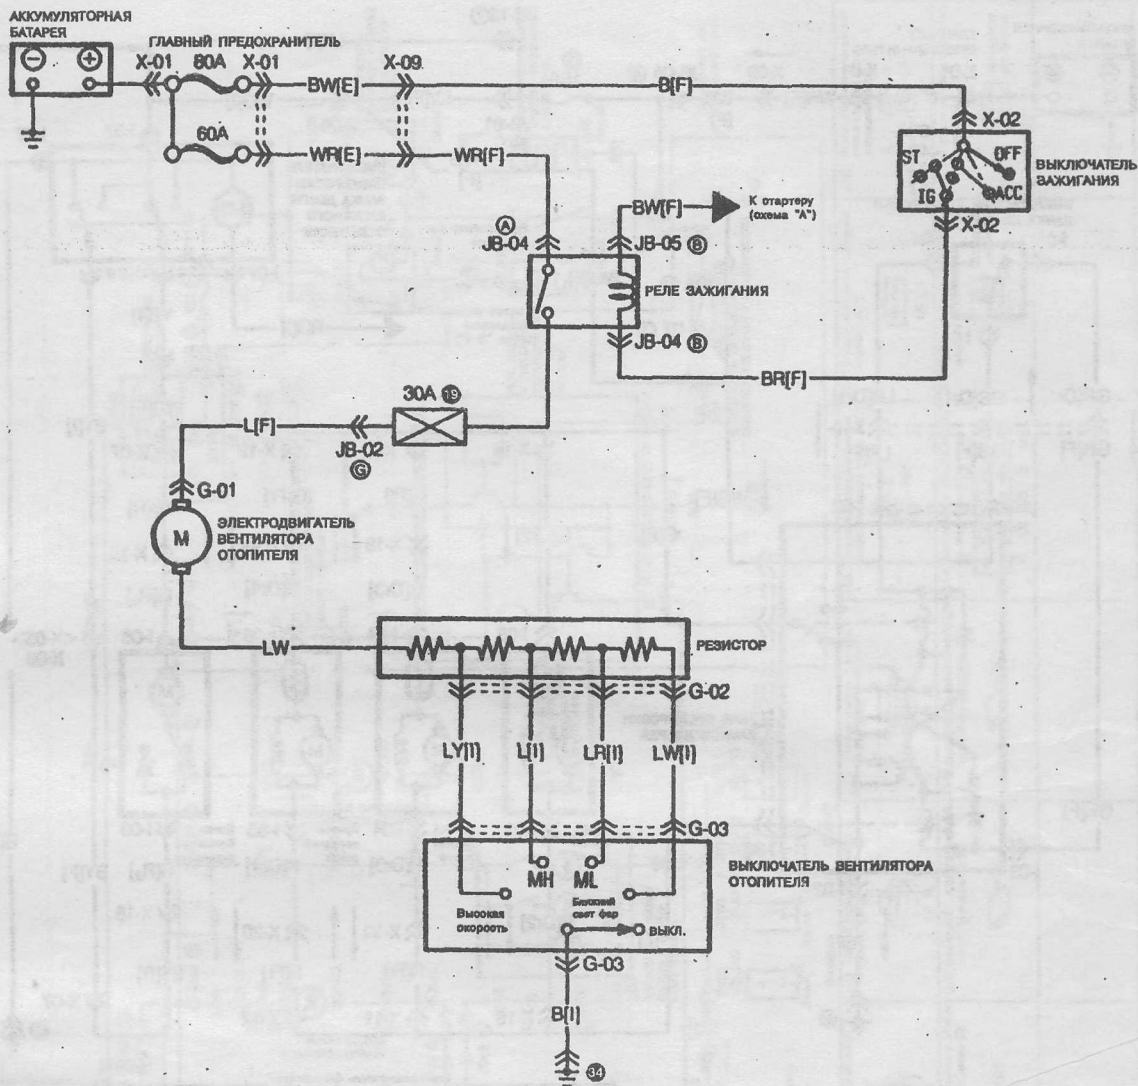 АККУМУЛЯТОРНАЯ
БАТАРЕЯ
ГЛАВНЫЙ ПРЕДОХРАНИТЕЛЬ
X-01
80A
X-01
X-09
BW[E]
B[F]
60A
WR[E]
WR[F]
X-02
ST
OFF
IG
ACC
ВЫКЛЮЧАТЕЛЬ
ЗАЖИГАНИЯ
X-02
BW[F]
К стартеру
(схема "А")
A
JB-04
JB-05 B
РЕЛЕ ЗАЖИГАНИЯ
JB-04 B
BR[F]
30A 19
L[F]
JB-02
G
G-01
M
ЭЛЕКТРОДВИГАТЕЛЬ
ВЕНТИЛЯТОРА
ОТОПИТЕЛЯ
LW
РЕЗИСТОР
G-02
LY[I]
L[I]
LR[I]
LW[I]
G-03
MH
ML
ВЫКЛЮЧАТЕЛЬ ВЕНТИЛЯТОРА
ОТОПИТЕЛЯ
Высокая
скорость
Ближний
свет фар
ВЫКЛ.
G-03
B[I]
34